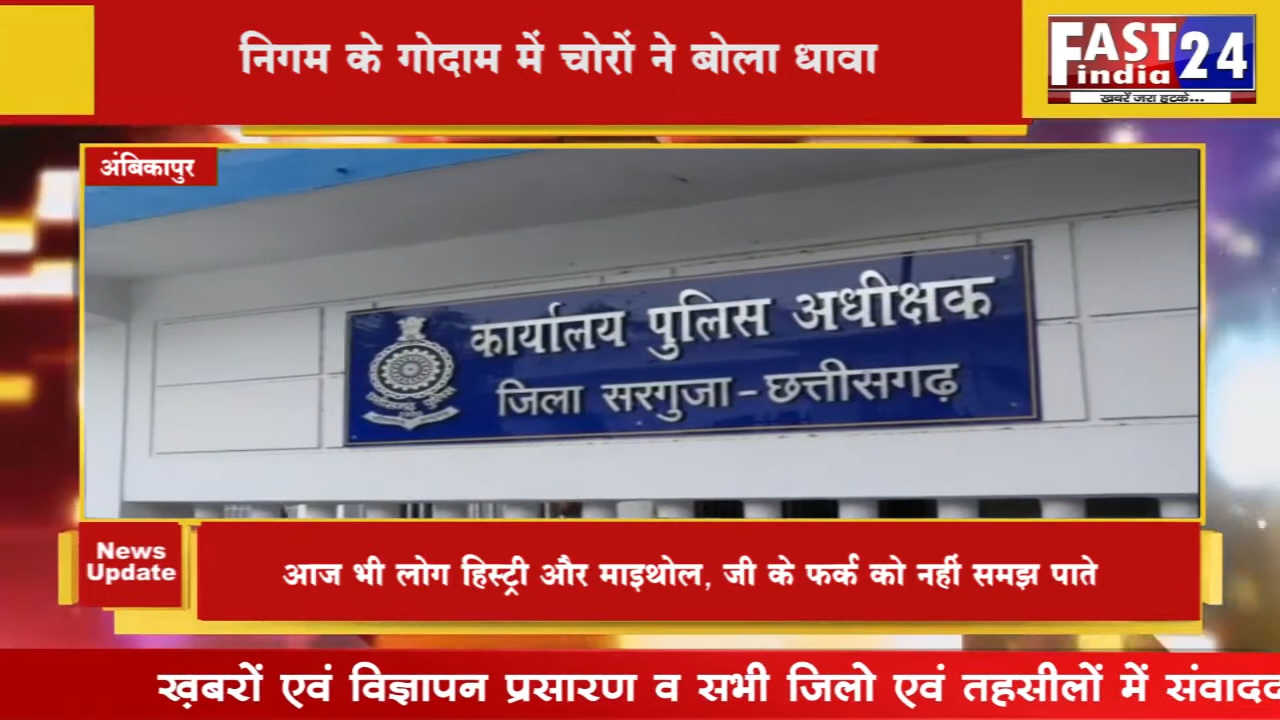 निगम के गोदाम में चोरों ने बोला धावा
FAST india 24
खबरें जरा हटके...
अंबिकापुर
कार्यालय पुलिस अधीक्षक
जिला सरगुजा-छत्तीसगढ़
News Update
आज भी लोग हिस्ट्री और माइथोल, जी के फर्क को नहीं समझ पाते
ख़बरों एवं विज्ञापन प्रसारण व सभी जिलो एवं तहसीलों में